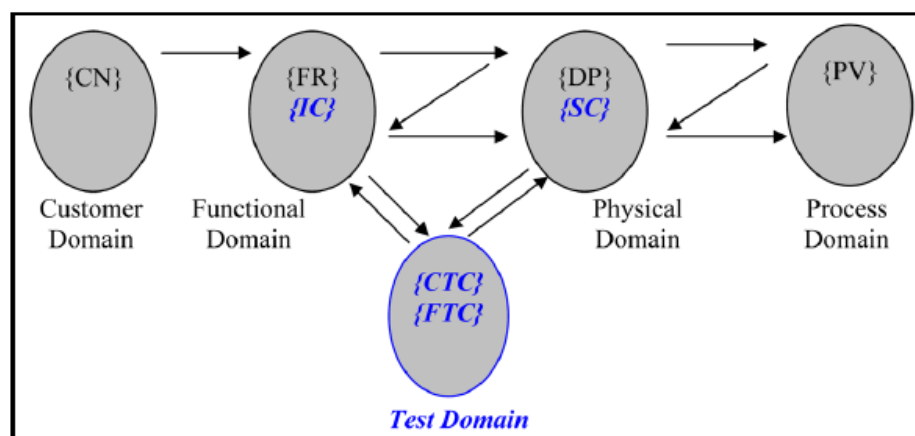 {CN}
{FR}
{IC}
{DP}
{SC}
{PV}
Customer
Domain
Functional
Domain
Physical
Domain
Process
Domain
{CTC}
{FTC}
Test Domain